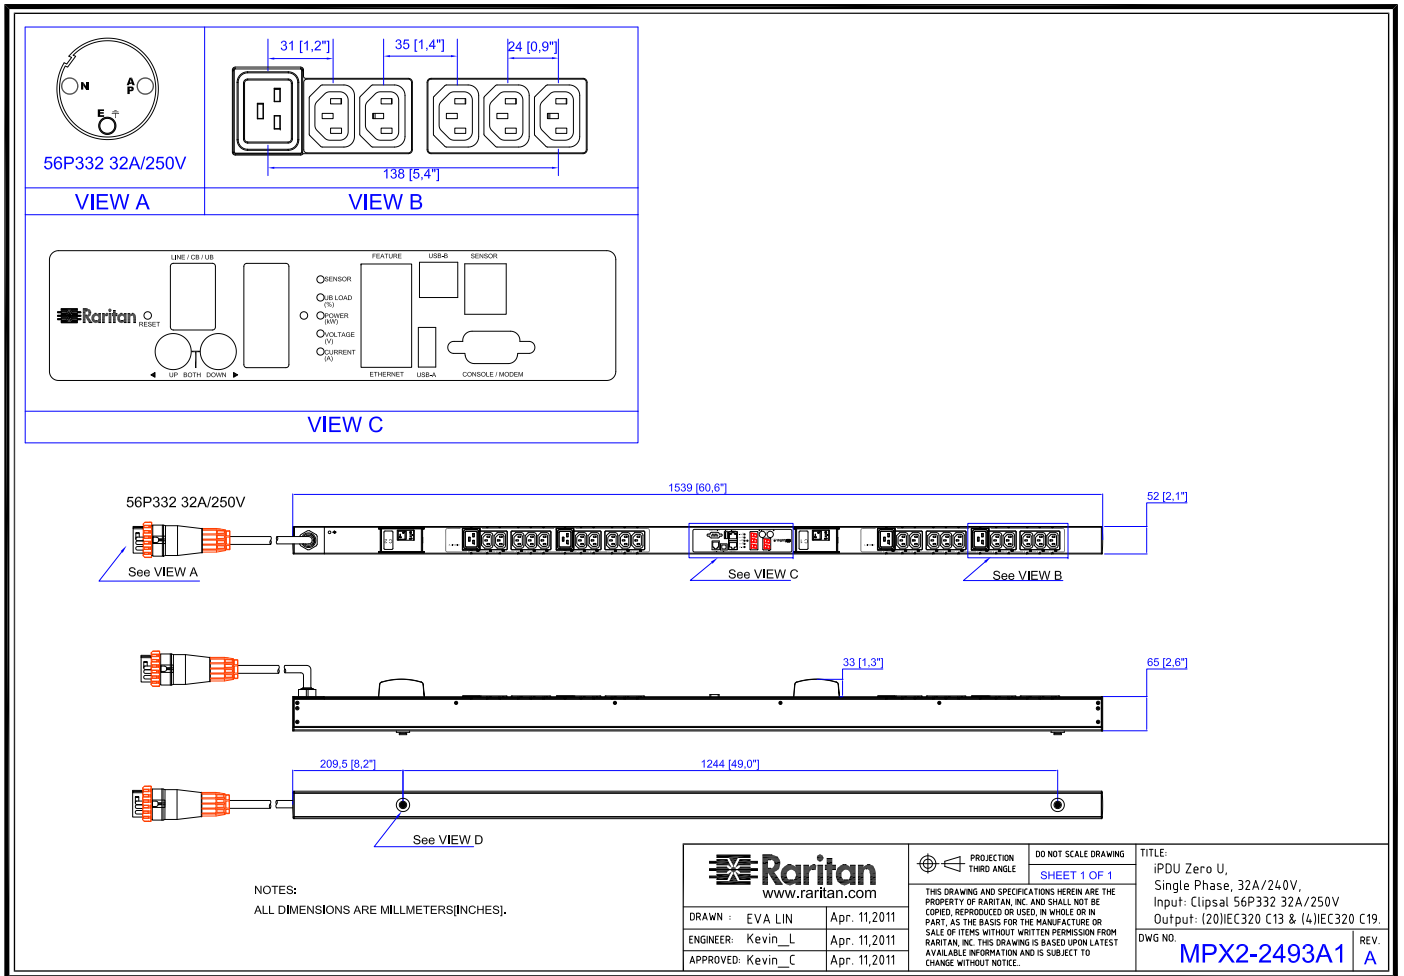 N
A
P
E
56P332 32A/250V
VIEW A
31 [1,2"]
35 [1,4"]
24 [0,9"]
138 [5,4"]
VIEW B
LINE / CB / UB
FEATURE
USB-B
SENSOR
SENSOR
UB LOAD
(%)
POWER
(kW)
VOLTAGE
(V)
CURRENT
(A)
Raritan
RESET
UP BOTH DOWN
ETHERNET
USB-A
CONSOLE / MODEM
VIEW C
56P332 32A/250V
1539 [60,6"]
52 [2,1"]
See VIEW A
See VIEW C
See VIEW B
33 [1,3"]
65 [2,6"]
209,5 [8,2"]
1244 [49,0"]
See VIEW D
NOTES:
ALL DIMENSIONS ARE MILLMETERS[INCHES].
Raritan
www.raritan.com
DRAWN : EVA LIN Apr. 11,2011
ENGINEER: Kevin_L Apr. 11,2011
APPROVED: Kevin_C Apr. 11,2011
PROJECTION
THIRD ANGLE
DO NOT SCALE DRAWING
SHEET 1 OF 1
THIS DRAWING AND SPECIFICATIONS HEREIN ARE THE
PROPERTY OF RARITAN, INC. AND SHALL NOT BE
COPIED, REPRODUCED OR USED, IN WHOLE OR IN
PART, AS THE BASIS FOR THE MANUFACTURE OR
SALE OF ITEMS WITHOUT WRITTEN PERMISSION FROM
RARITAN, INC. THIS DRAWING IS BASED UPON LATEST
AVAILABLE INFORMATION AND IS SUBJECT TO
CHANGE WITHOUT NOTICE..
TITLE:
iPDU Zero U,
Single Phase, 32A/240V,
Input: Clipsal 56P332 32A/250V
Output: (20)IEC320 C13 & (4)IEC320 C19.
DWG NO.
MPX2-2493A1
REV.
A